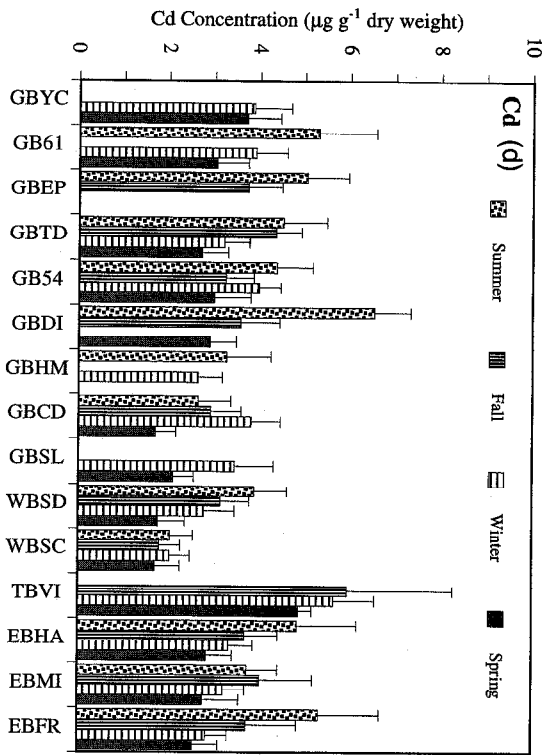 Cd Concentration (µg g⁻¹ dry weight)
0
2
4
6
8
10
Cd (d)
Summer
Fall
Winter
Spring
GBYC
GB61
GBEP
GBTD
GB54
GBDI
GBHM
GBCD
GBSL
WBSD
WBSC
TBVI
EBHA
EBMI
EBFR